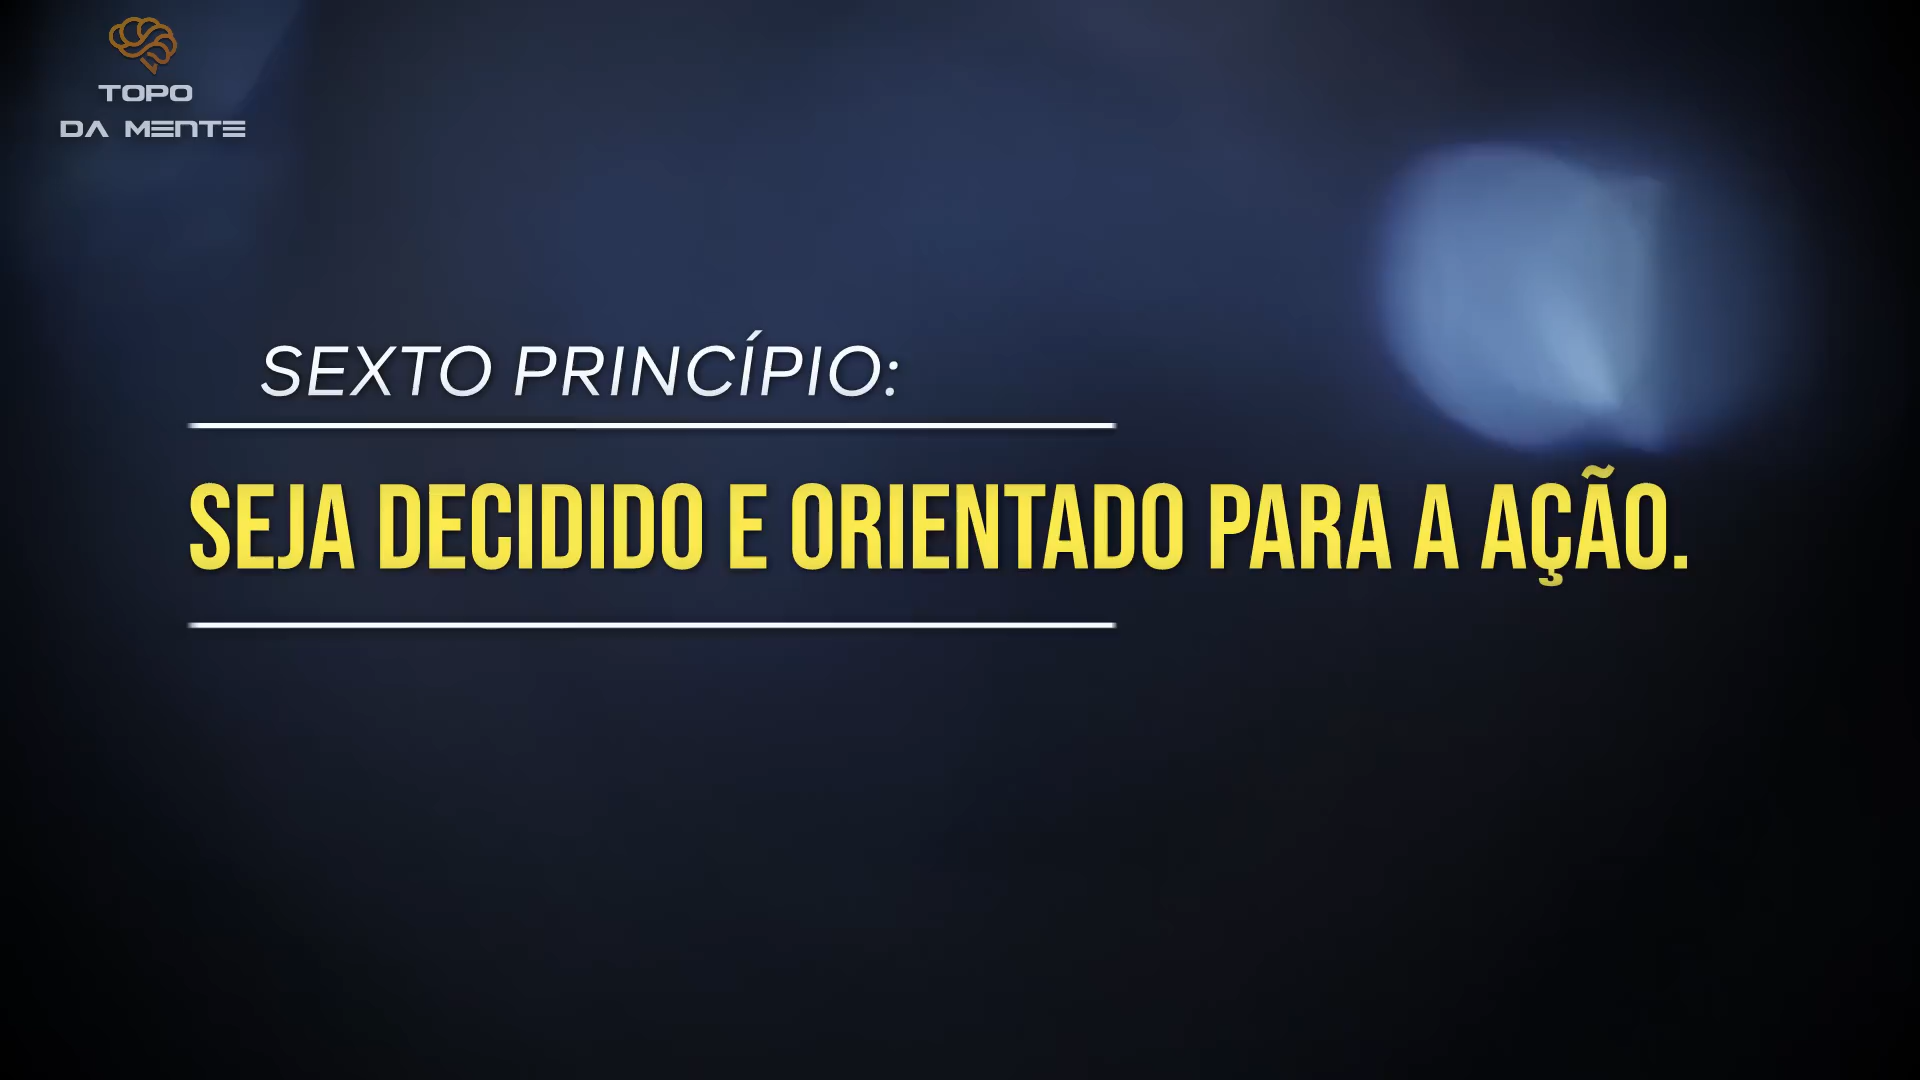 TOPO
DA MENTE
SEXTO PRINCÍPIO:
SEJA DECIDIDO E ORIENTADO PARA A AÇÃO.